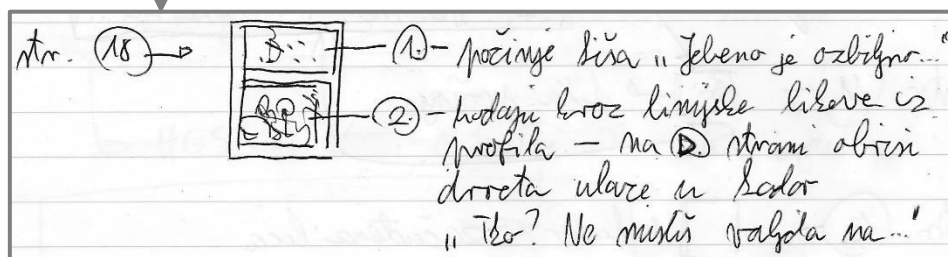 str. 18 → 1. – počinje kiša „Jebeno je ozbiljno..."
2. – hodaju kroz linijske likove iz
profila – na D. strani obrisi
drveta ulaze u kadar
„Tko? Ne misliš valjda na..."